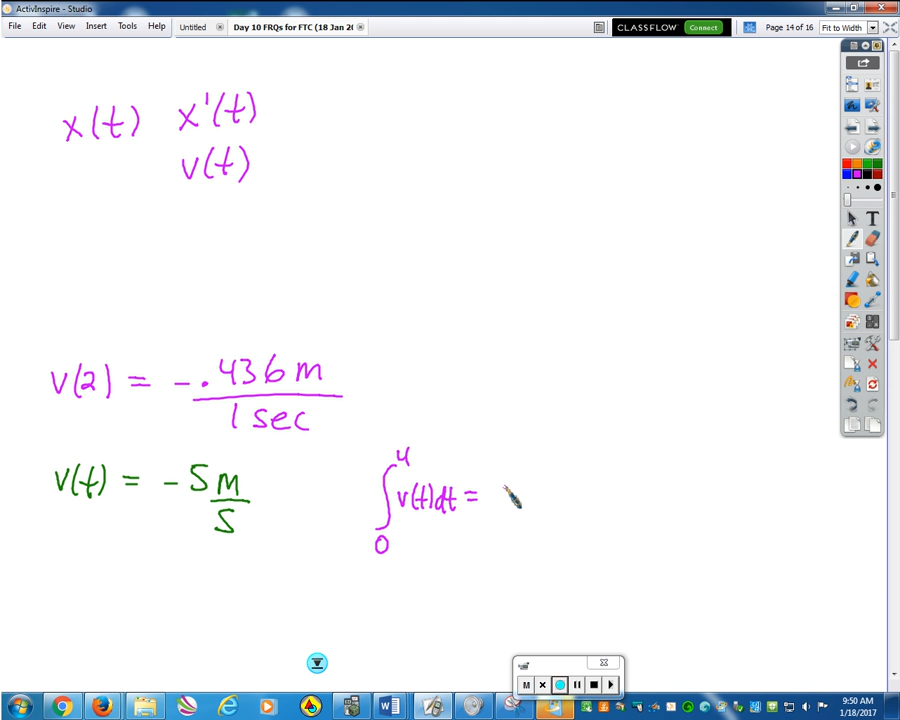 ActivInspire - Studio
File Edit View Insert Tools Help
Untitled
Day 10 FRQs for FTC (18 Jan 20
CLASSFLOW Connect
Page 14 of 16
Fit to Width
T
x(t) x'(t)
v(t)
v(2) = -.436 m
1 sec
v(t) = -5 m
s
4
∫ v(t)dt =
0
M
9:50 AM
1/18/2017